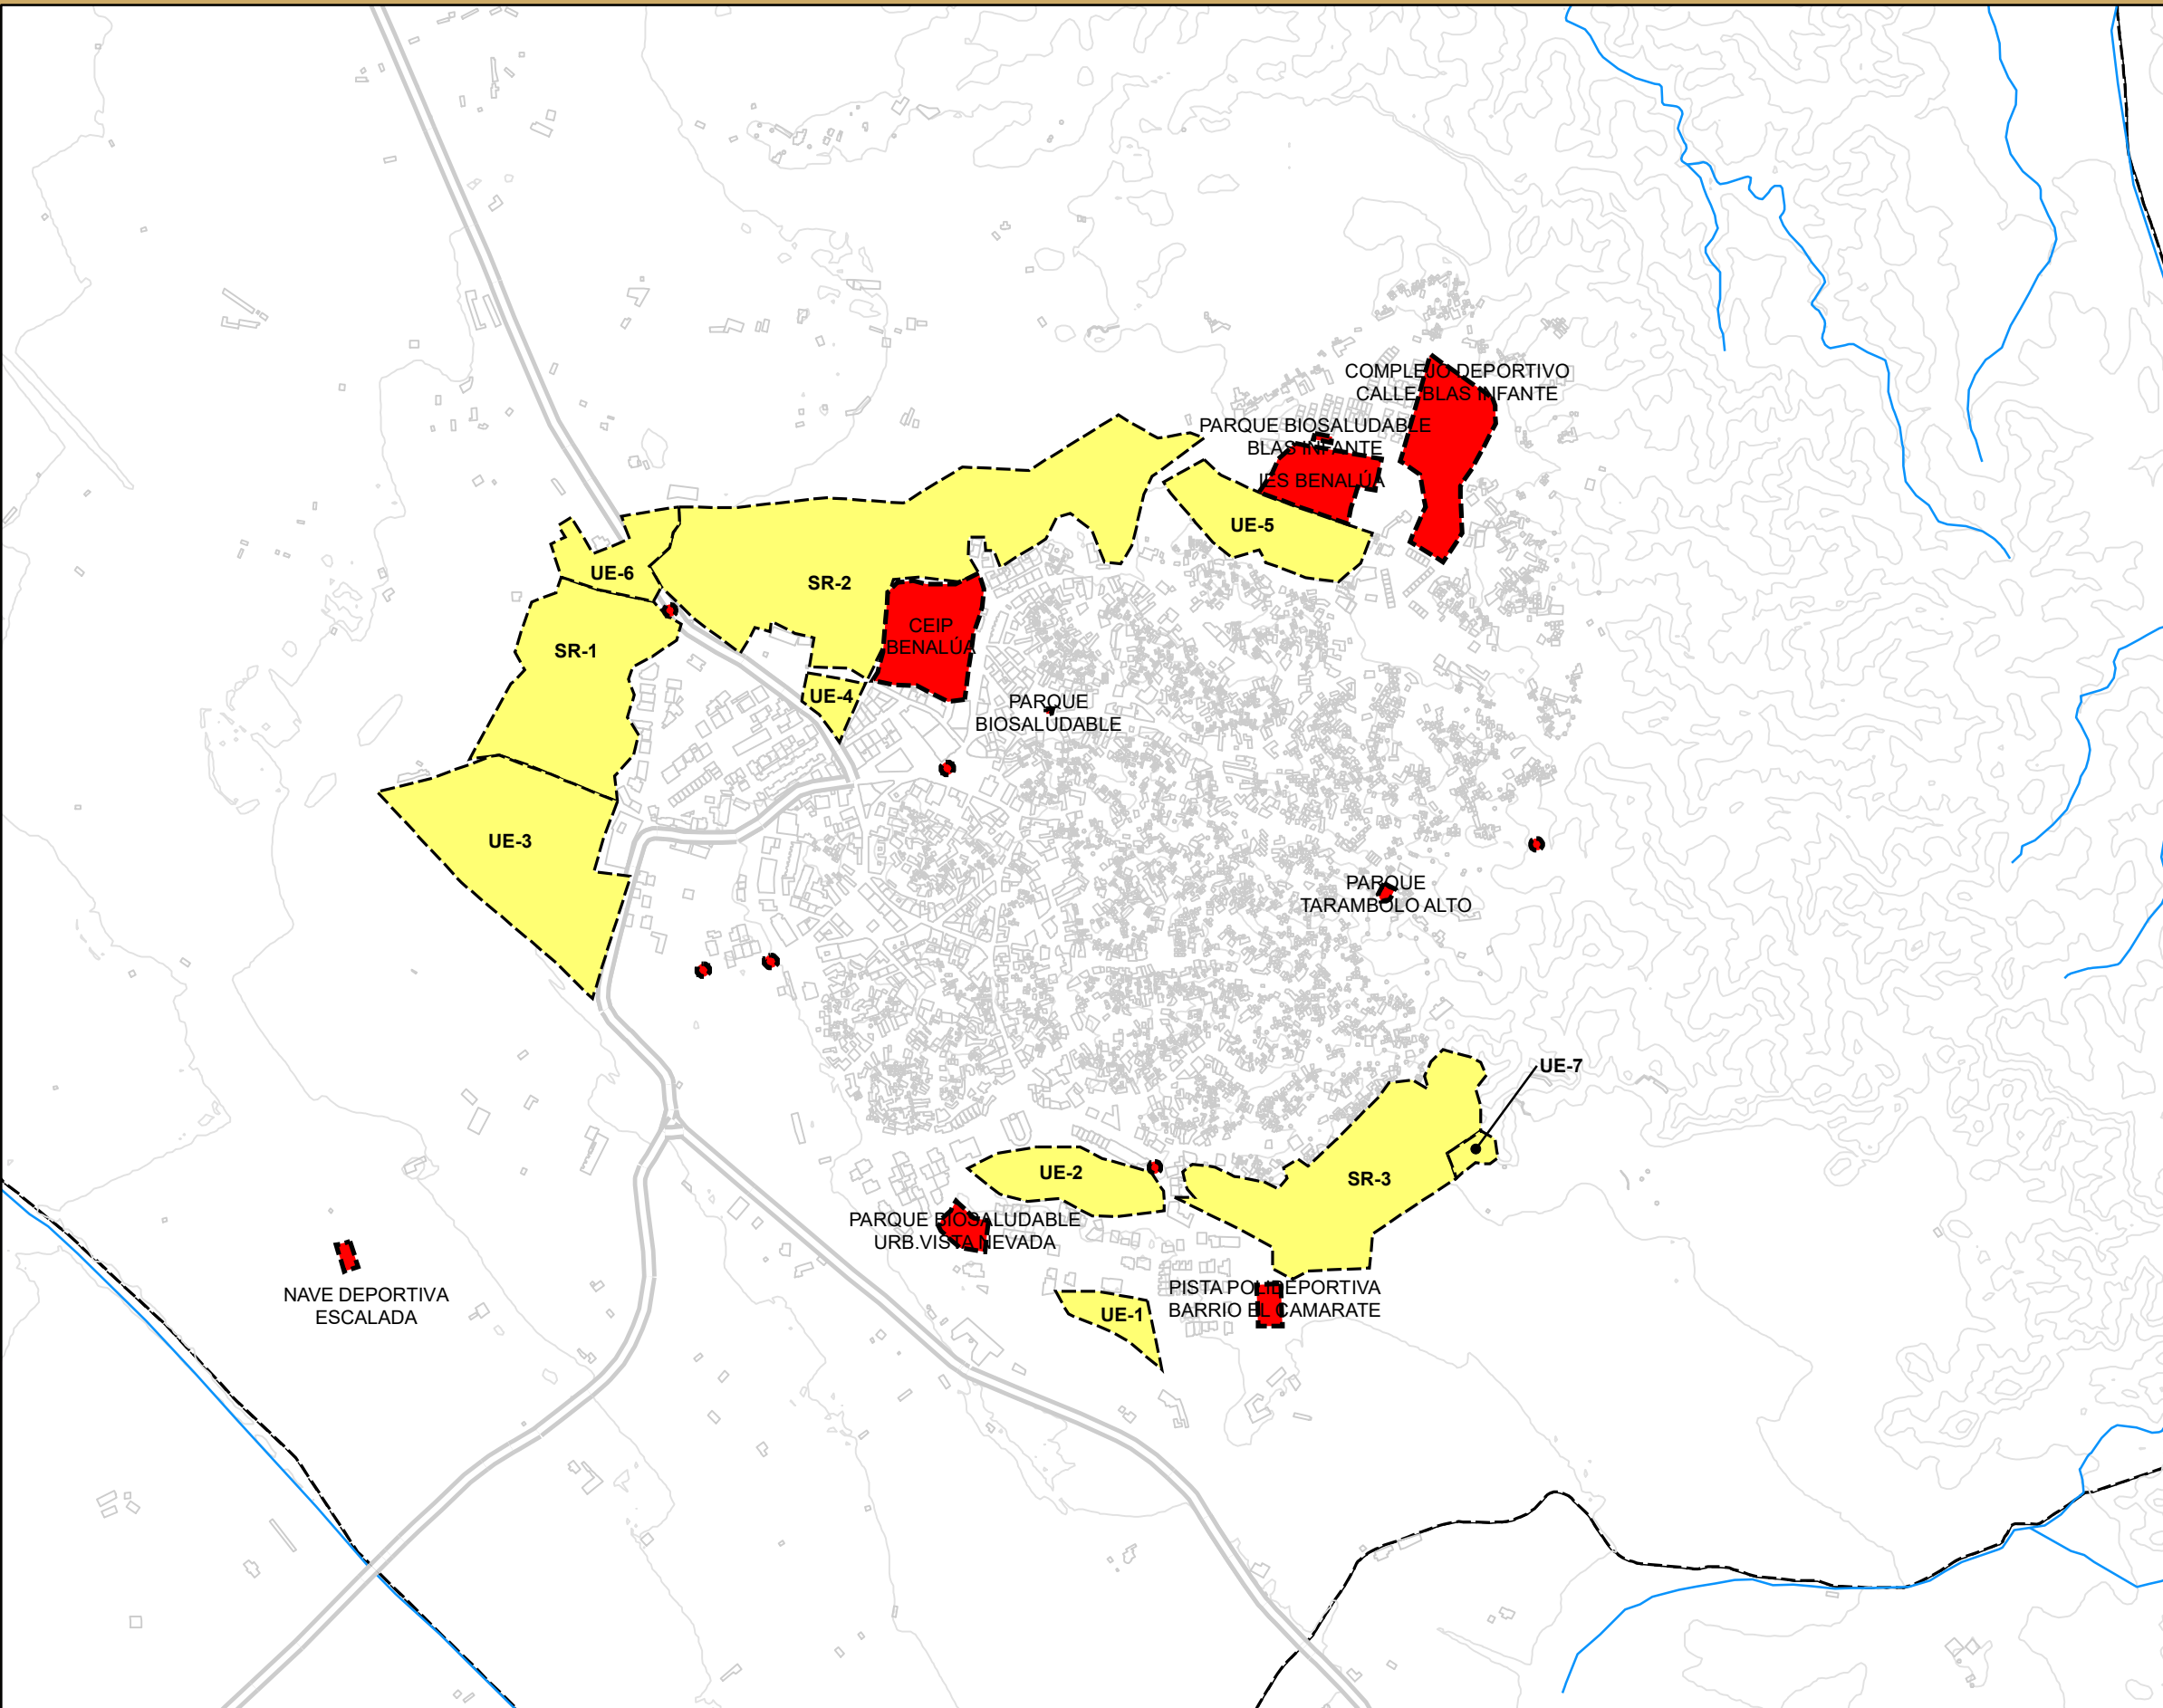 COMPLEJO DEPORTIVO
CALLE BLAS INFANTE
PARQUE BIOSALUDABLE
BLAS INFANTE
IES BENALÚA
UE-5
UE-6
SR-2
CEIP
BENALÚA
SR-1
UE-4
PARQUE
BIOSALUDABLE
UE-3
PARQUE
TARAMBOLO ALTO
UE-7
UE-2
SR-3
PARQUE BIOSALUDABLE
URB.VISTA NEVADA
NAVE DEPORTIVA
ESCALADA
PISTA POLIDEPORTIVA
BARRIO EL CAMARATE
UE-1